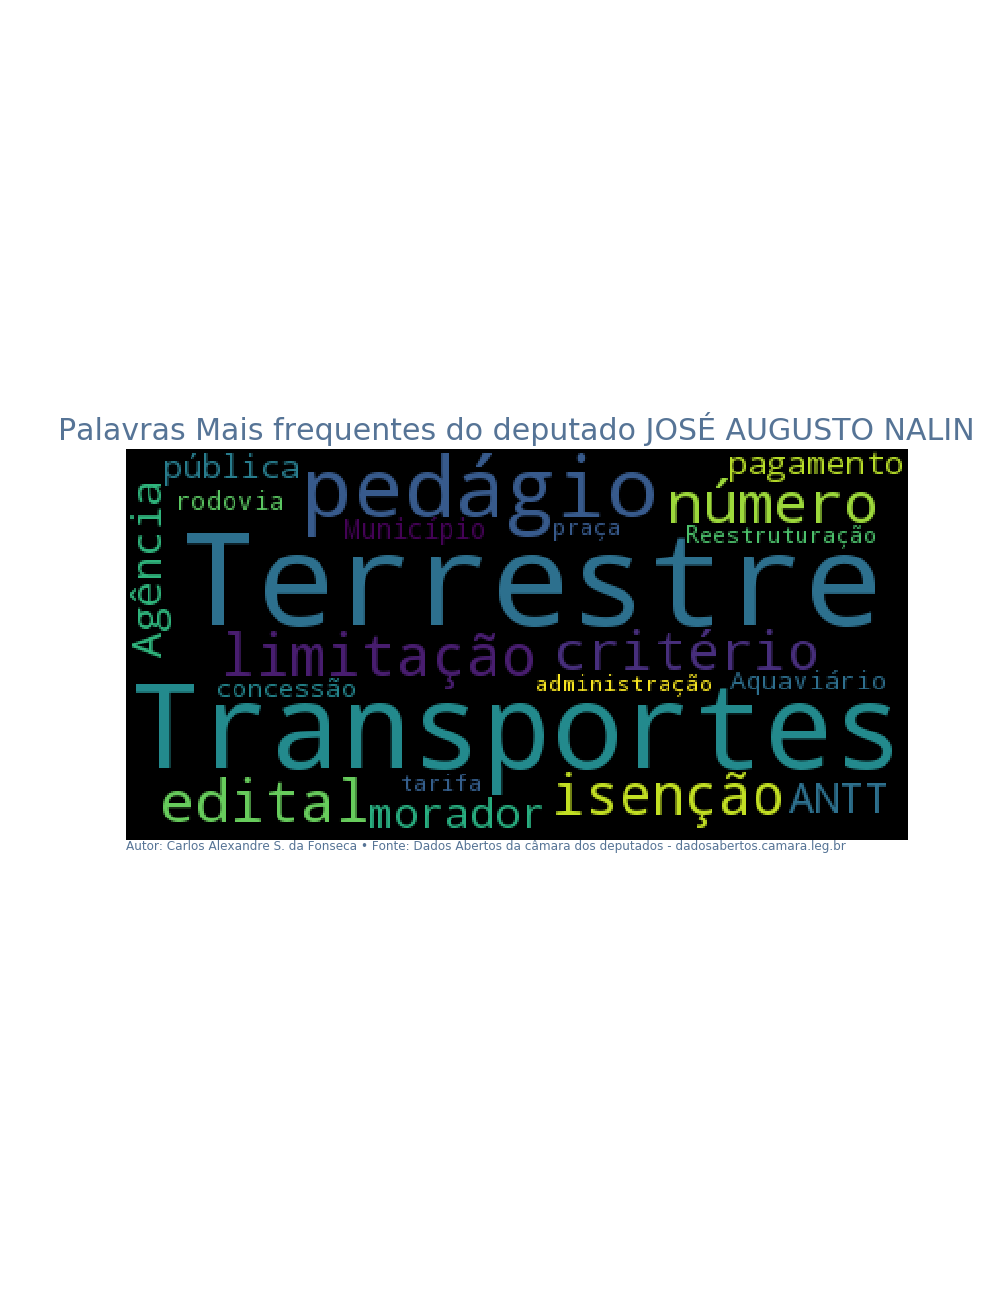 Palavras Mais frequentes do deputado JOSÉ AUGUSTO NALIN
pública
pedágio
pagamento
Agência
rodovia
número
Município
praça
Reestruturação
Terrestre
limitação
critério
concessão
administração
Aquaviário
Transportes
edital
tarifa
morador
isenção
ANTT
Autor: Carlos Alexandre S. da Fonseca • Fonte: Dados Abertos da câmara dos deputados - dadosabertos.camara.leg.br